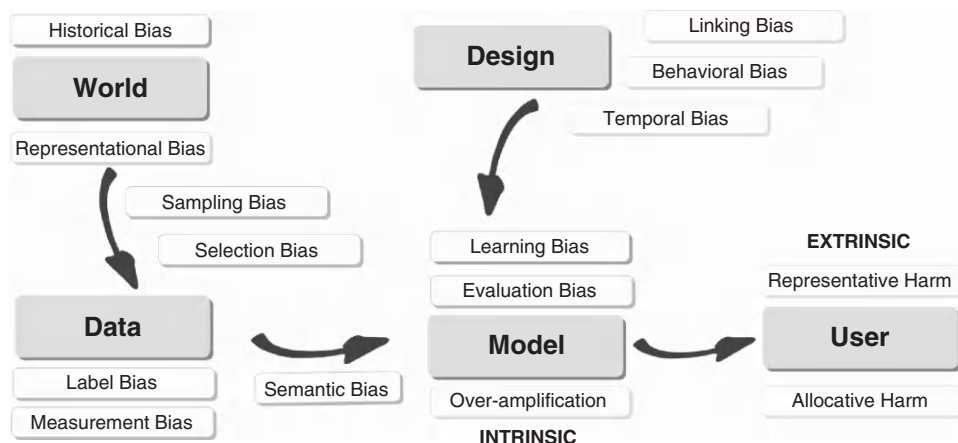 Historical Bias
World
Representational Bias
Sampling Bias
Selection Bias
Data
Label Bias
Measurement Bias
Semantic Bias
Design
Linking Bias
Behavioral Bias
Temporal Bias
Learning Bias
Evaluation Bias
Model
Over-amplification
INTRINSIC
EXTRINSIC
Representative Harm
User
Allocative Harm